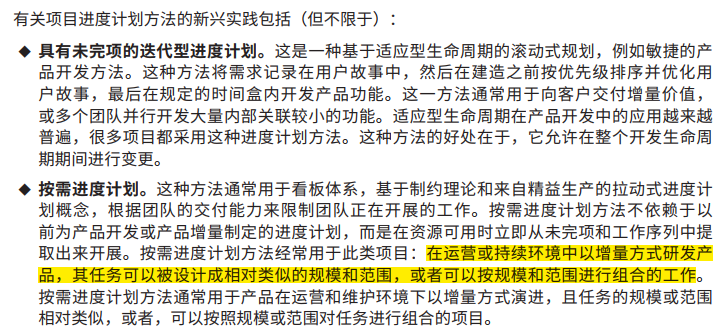 有关项目进度计划方法的新兴实践包括（但不限于）：
◆ 具有未完项的迭代型进度计划。这是一种基于适应型生命周期的滚动式规划，例如敏捷的产
品开发方法。这种方法将需求记录在用户故事中，然后在建造之前按优先级排序并优化用
户故事，最后在规定的时间盒内开发产品功能。这一方法通常用于向客户交付增量价值，
或多个团队并行开发大量内部关联较小的功能。适应型生命周期在产品开发中的应用越来越
普遍，很多项目都采用这种进度计划方法。这种方法的好处在于，它允许在整个开发生命周
期期间进行变更。
◆ 按需进度计划。这种方法通常用于看板体系，基于制约理论和来自精益生产的拉动式进度计
划概念，根据团队的交付能力来限制团队正在开展的工作。按需进度计划方法不依赖于以
前为产品开发或产品增量制定的进度计划，而是在资源可用时立即从未完项和工作序列中提
取出来开展。按需进度计划方法经常用于此类项目：在运营或持续环境中以增量方式研发产
品，其任务可以被设计成相对类似的规模和范围，或者可以按规模和范围进行组合的工作。
按需进度计划方法通常用于产品在运营和维护环境下以增量方式演进，且任务的规模或范围
相对类似，或者，可以按照规模或范围对任务进行组合的项目。